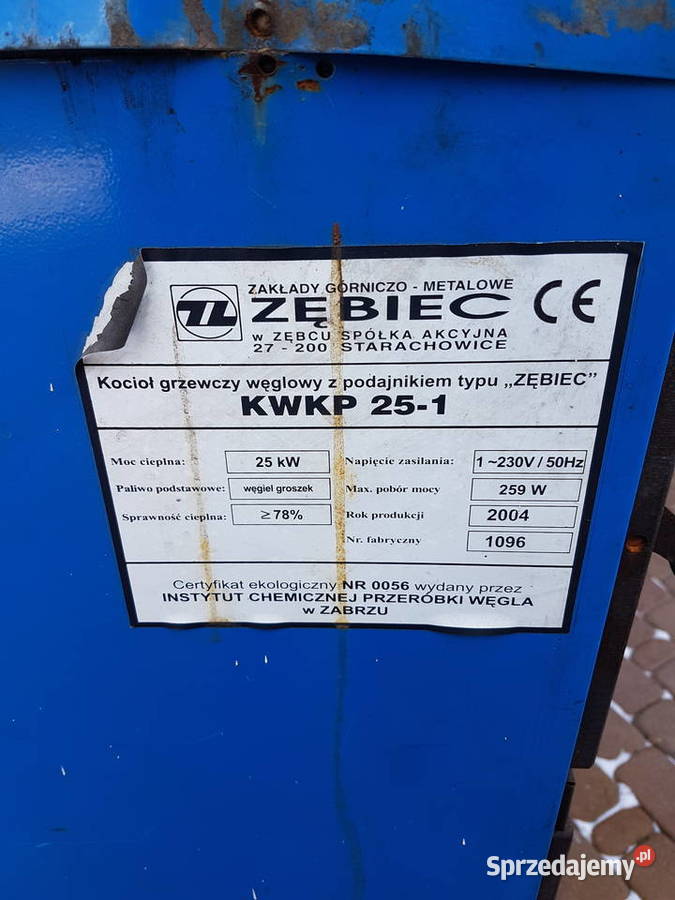 ZAKŁADY GÓRNICZO - METALOWE
ZĘBIEC CE
W ZĘBCU SPÓŁKA AKCYJNA
27 - 200 STARACHOWICE
Kocioł grzewczy węglowy z podajnikiem typu „ZĘBIEC”
KWKP 25-1
Moc cieplna: 25 kW Napięcie zasilania: 1 ~230V / 50Hz
Paliwo podstawowe: węgiel groszek Max. pobór mocy 259 W
Sprawność cieplna: ≥ 78% Rok produkcji 2004
Nr. fabryczny 1096
Certyfikat ekologiczny NR 0056 wydany przez
INSTYTUT CHEMICZNEJ PRZERÓBKI WĘGLA
w ZABRZU
Sprzedajemy.pl